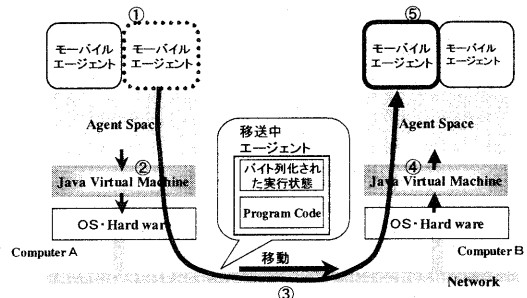 ①
⑤
モーバイル
エージェント
モーバイル
エージェント
モーバイル
エージェント
モーバイル
エージェント
Agent Space
移送中
エージェント
Agent Space
②
バイト列化され
た実行状態
④
Java Virtual Machine
Program Code
Java Virtual Machine
OS・Hard ware
OS・Hard ware
Computer A
移動
Computer B
③
Network